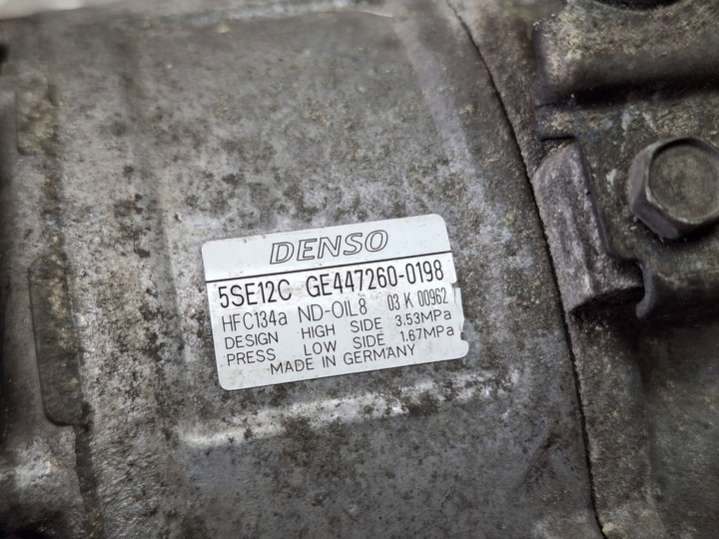 DENSO
5SE12C GE447260-0198
HFC134a ND-OIL8 03 K 00962
DESIGN HIGH SIDE 3.53MPa
PRESS LOW SIDE 1.67MPa
MADE IN GERMANY